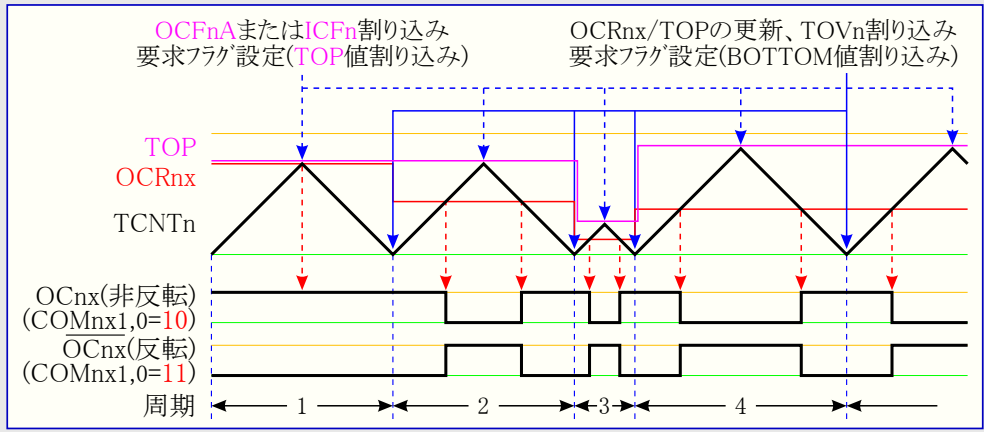 OCFnAまたはICFn割り込み
要求フラグ設定(TOP値割り込み)
OCRnx/TOPの更新、TOVn割り込み
要求フラグ設定(BOTTOM値割り込み)
TOP
OCRnx
TCNTn
OCnx(非反転)
(COMnx1,0=10)
OCnx(反転)
(COMnx1,0=11)
周期
1
2
3
4